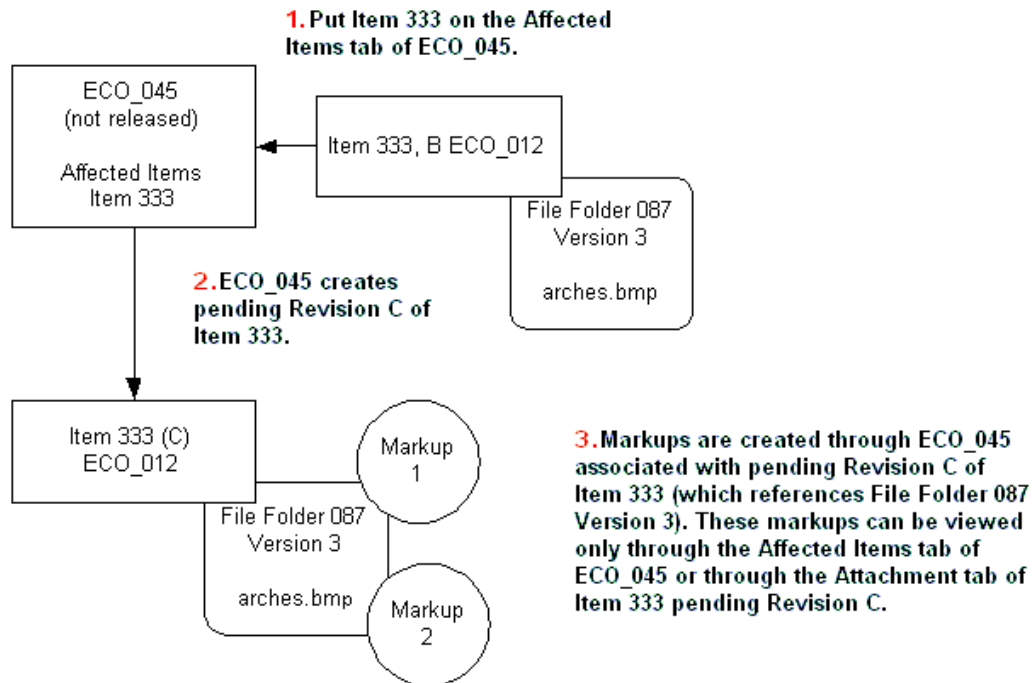 1. Put Item 333 on the Affected
Items tab of ECO_045.
ECO_045
(not released)
Affected Items
Item 333
Item 333, B ECO_012
File Folder 087
Version 3
arches.bmp
2. ECO_045 creates
pending Revision C of
Item 333.
Item 333 (C)
ECO_012
Markup
1
File Folder 087
Version 3
arches.bmp
Markup
2
3. Markups are created through ECO_045
associated with pending Revision C of
Item 333 (which references File Folder 087
Version 3). These markups can be viewed
only through the Affected Items tab of
ECO_045 or through the Attachment tab of
Item 333 pending Revision C.